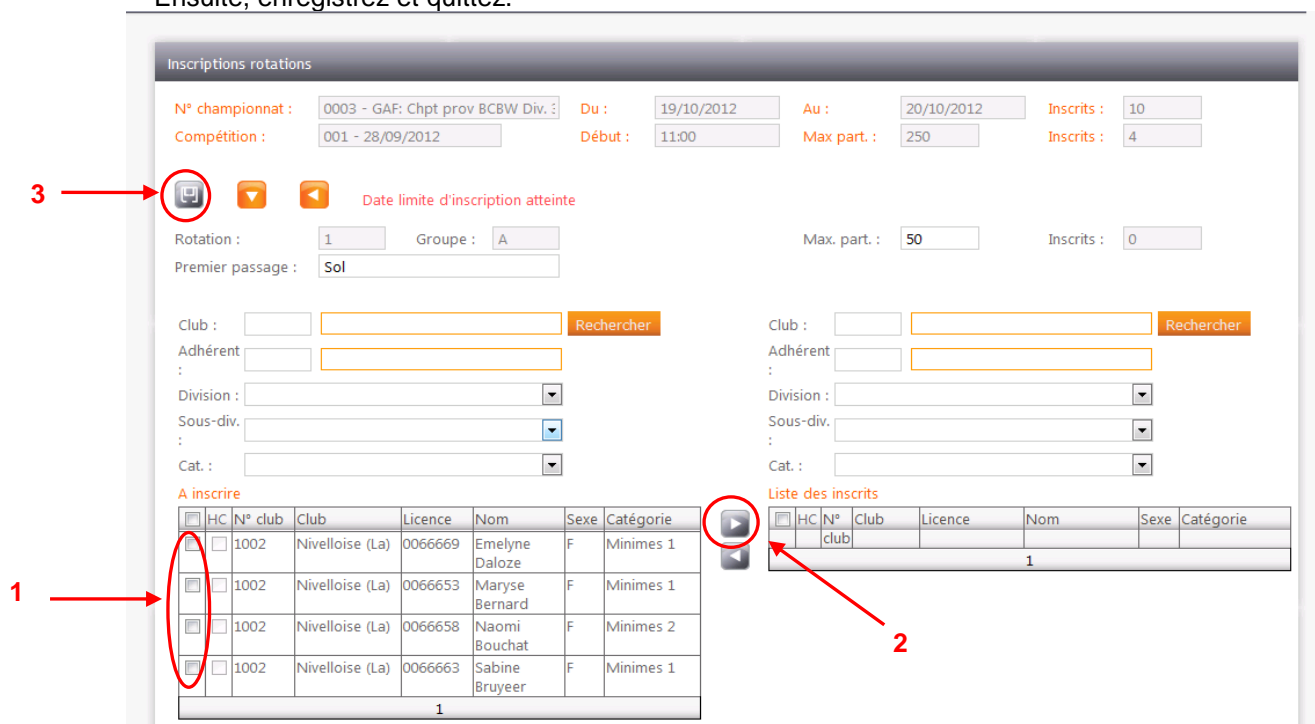 Ensuite, enregistrez et quittez.
Inscriptions rotations
N° championnat : 0003 - GAF: Chpt prov BCBW Div. 3 Du : 19/10/2012 Au : 20/10/2012 Inscrits : 10
Compétition : 001 - 28/09/2012 Début : 11:00 Max part. : 250 Inscrits : 4
3 Date limite d'inscription atteinte
Rotation : 1 Groupe : A Max. part. : 50 Inscrits : 0
Premier passage : Sol
Club : Rechercher Club : Rechercher
Adhérent : Adhérent :
Division : Division :
Sous-div. : Sous-div. :
Cat. : Cat. :
A inscrire Liste des inscrits
HC N° club Club Licence Nom Sexe Catégorie HC N° club Club Licence Nom Sexe Catégorie
1002 Nivelloise (La) 0066669 Emelyne Daloze F Minimes 1
1
1 1002 Nivelloise (La) 0066653 Maryse Bernard F Minimes 1
1002 Nivelloise (La) 0066658 Naomi Bouchat F Minimes 2
2
1002 Nivelloise (La) 0066663 Sabine Bruyeer F Minimes 1
1